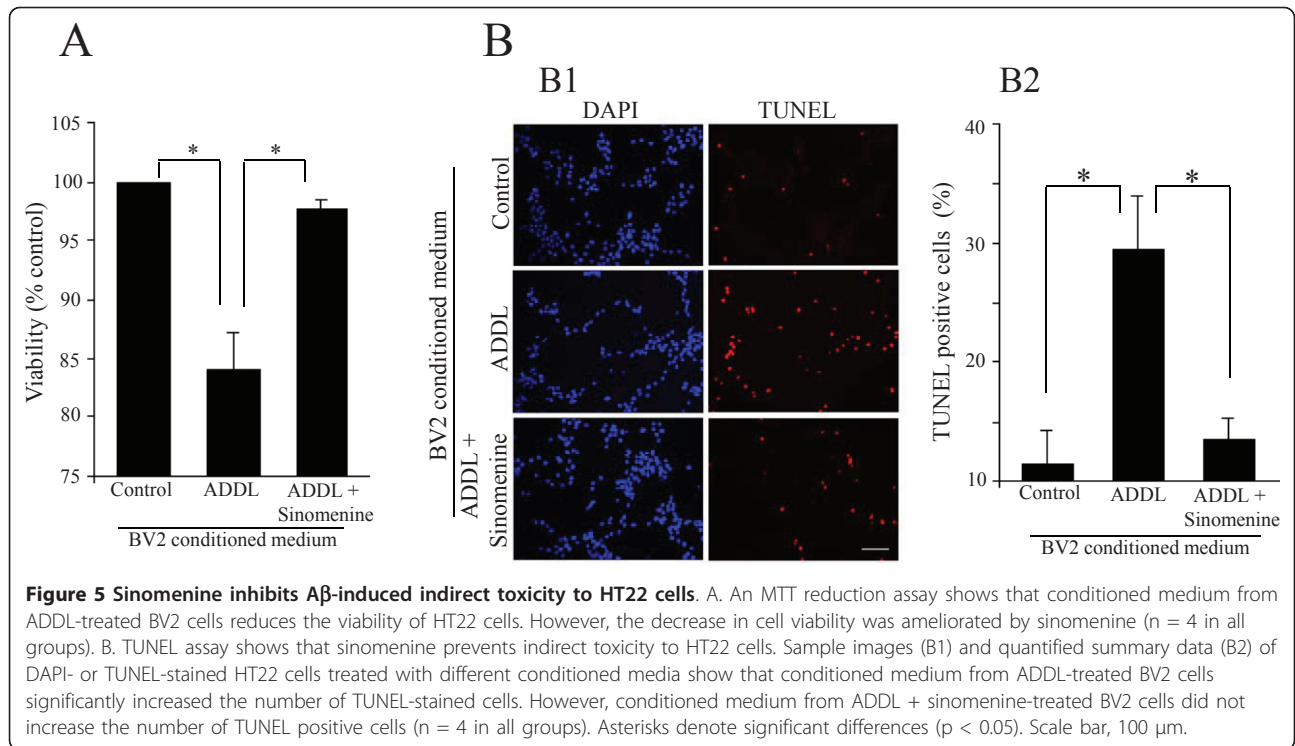 A
B
B1
B2
DAPI
TUNEL
105
100
95
90
85
80
75
Viability (% control)
*
*
Control
ADDL
ADDL +
Sinomenine
BV2 conditioned medium
BV2 conditioned medium
Control
ADDL
ADDL +
Sinomenine
40
30
20
10
TUNEL positive cells (%)
*
*
Control
ADDL
ADDL +
Sinomenine
BV2 conditioned medium
Figure 5 Sinomenine inhibits Aβ-induced indirect toxicity to HT22 cells. A. An MTT reduction assay shows that conditioned medium from
ADDL-treated BV2 cells reduces the viability of HT22 cells. However, the decrease in cell viability was ameliorated by sinomenine (n = 4 in all
groups). B. TUNEL assay shows that sinomenine prevents indirect toxicity to HT22 cells. Sample images (B1) and quantified summary data (B2) of
DAPI- or TUNEL-stained HT22 cells treated with different conditioned media show that conditioned medium from ADDL-treated BV2 cells
significantly increased the number of TUNEL-stained cells. However, conditioned medium from ADDL + sinomenine-treated BV2 cells did not
increase the number of TUNEL positive cells (n = 4 in all groups). Asterisks denote significant differences (p < 0.05). Scale bar, 100 μm.